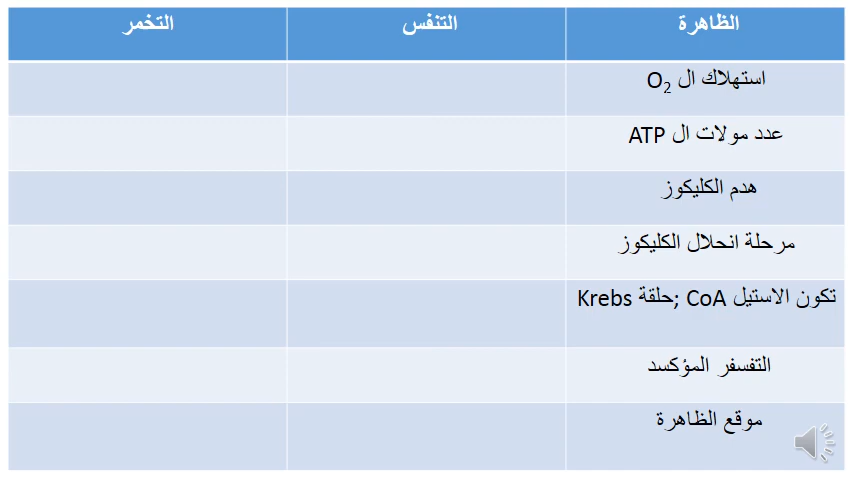 الظاهرة التنفس التخمر
استهلاك ال O₂
عدد مولات ال ATP
هدم الكليكوز
مرحلة انحلال الكليكوز
تكون الاستيل CoA ;حلقة Krebs
التفسفر المؤكسد
موقع الظاهرة